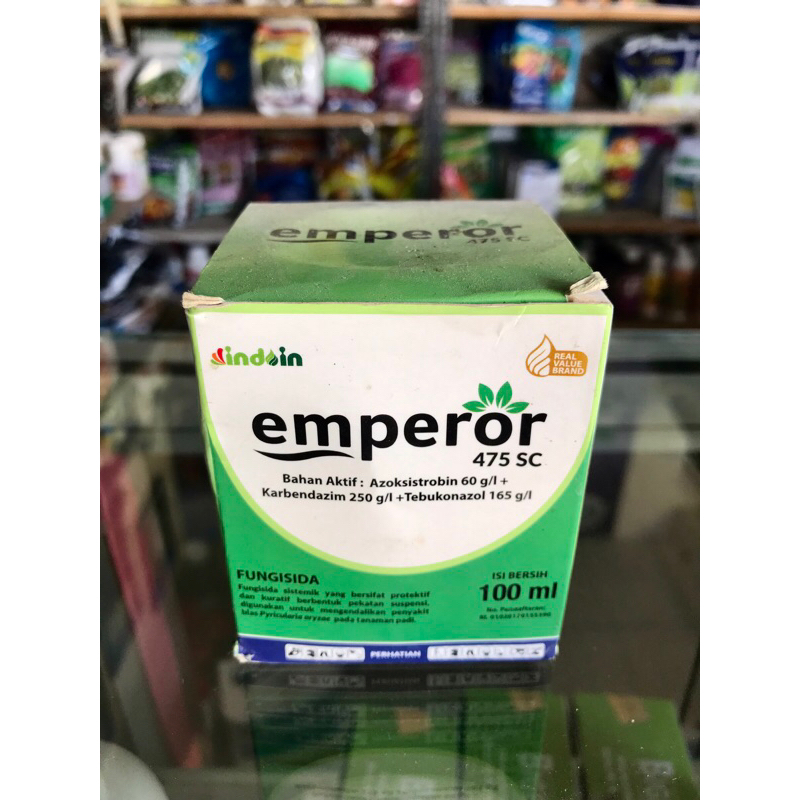 emperor
475 SC
indoin
REAL
VALUE
BRAND
emperor
475 SC
Bahan Aktif : Azoksistrobin 60 g/l +
Karbendazim 250 g/l +Tebukonazol 165 g/l
FUNGISIDA
Fungisida sistemik yang bersifat protektif
dan kuratif berbentuk pekatan suspensi,
digunakan untuk mengendalikan penyakit
blas Pyricularia oryzae pada tanaman padi.
ISI BERSIH
100 ml
No. Pendaftaran:
PERHATIAN